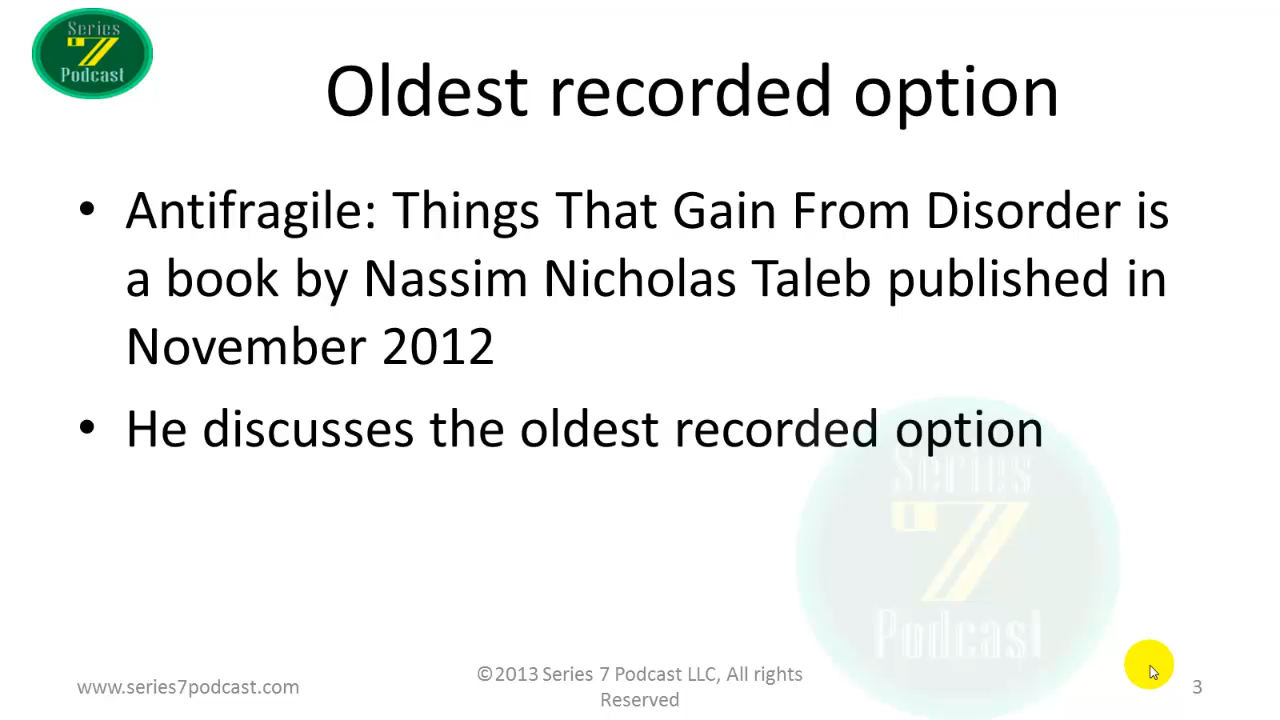 Series
7
Podcast
Oldest recorded option
• Antifragile: Things That Gain From Disorder is
a book by Nassim Nicholas Taleb published in
November 2012
• He discusses the oldest recorded option
Series
7
Podcast
www.series7podcast.com
©2013 Series 7 Podcast LLC, All rights
Reserved
3